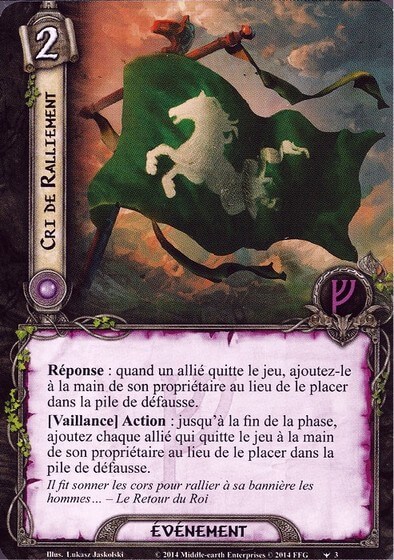 2
CRI DE RALLIEMENT
Réponse : quand un allié quitte le jeu, ajoutez-le
à la main de son propriétaire au lieu de le placer
dans la pile de défausse.
[Vaillance] Action : jusqu'à la fin de la phase,
ajoutez chaque allié qui quitte le jeu à la main
de son propriétaire au lieu de le placer dans la
pile de défausse.
Il fit sonner les cors pour rallier à sa bannière les
hommes… – Le Retour du Roi
ÉVÉNEMENT
Illus. Lukasz Jaskolski © 2014 Middle-earth Enterprises © 2014 FFG 3